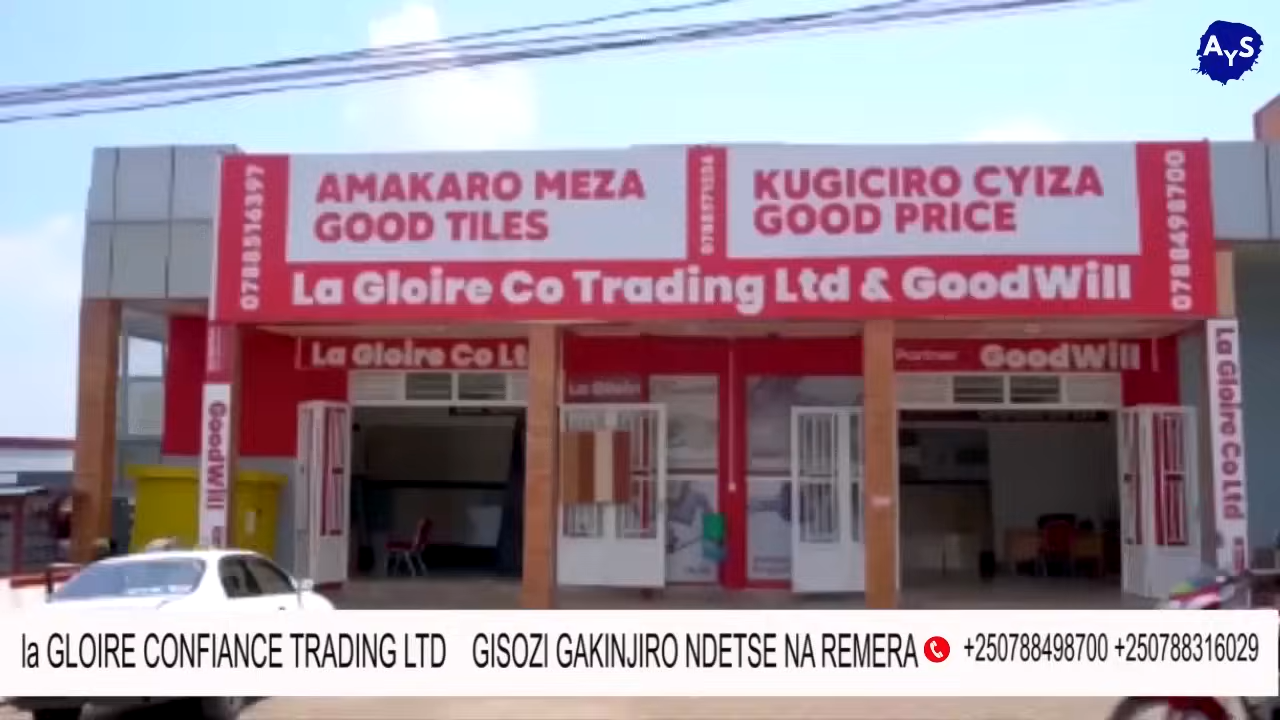 AyS
AMAKARO MEZA
GOOD TILES
KUGICIRO CYIZA
GOOD PRICE
0788516397
0788498700
La Gloire Co Trading Ltd & GoodWill
La Gloire Co Lt
La Gloire
Partner GoodWill
GoodWill
La Gloire Co Ltd
la GLOIRE CONFIANCE TRADING LTD GISOZI GAKINJIRO NDETSE NA REMERA +250788498700 +250788316029